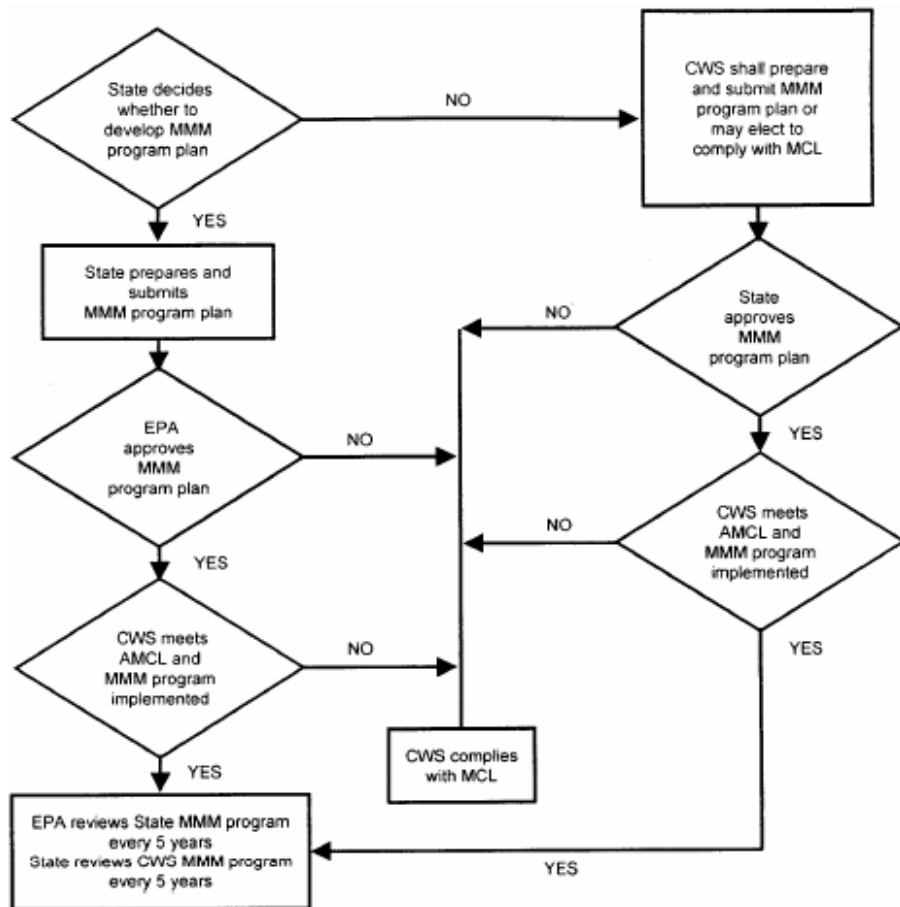 State decides
whether to
develop MMM
program plan
NO
CWS shall prepare
and submit MMM
program plan or
may elect to
comply with MCL
YES
State prepares and
submits
MMM program plan
NO
State
approves
MMM
program plan
EPA
approves
MMM
program plan
NO
YES
YES
NO
CWS meets
AMCL and
MMM program
implemented
CWS meets
AMCL and
MMM program
implemented
NO
YES
CWS complies
with MCL
YES
EPA reviews State MMM program
every 5 years
State reviews CWS MMM program
every 5 years
YES